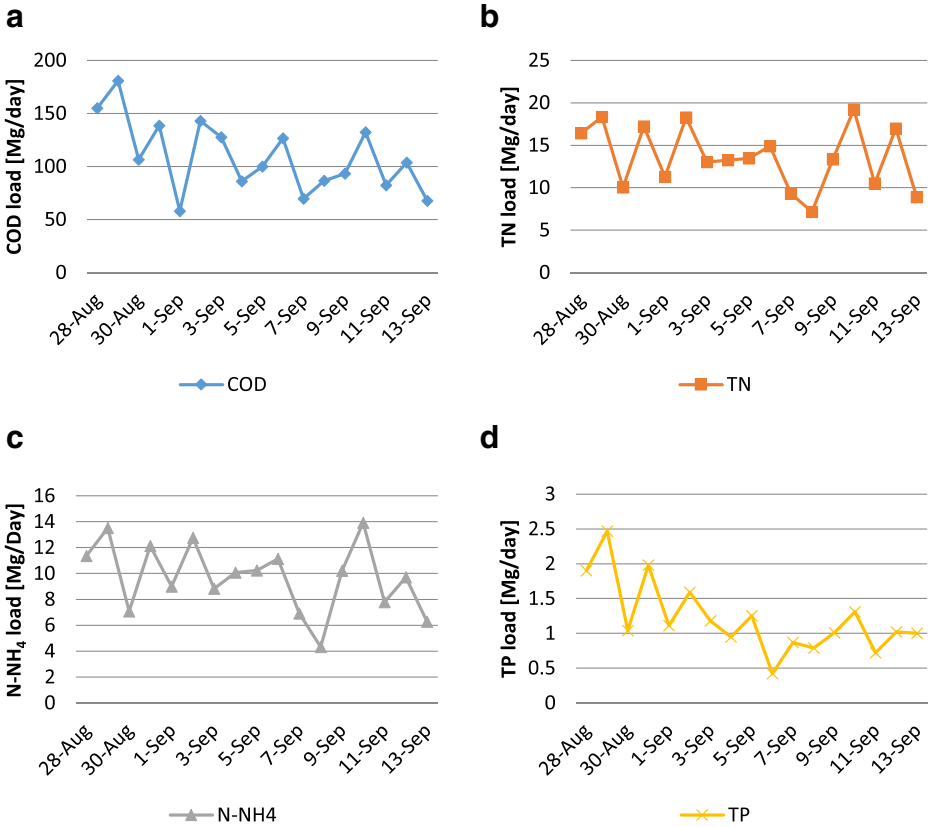 a
COD load [Mg/day]
200
150
100
50
0
28-Aug
30-Aug
1-Sep
3-Sep
5-Sep
7-Sep
9-Sep
11-Sep
13-Sep
COD
b
TN load [Mg/day]
25
20
15
10
5
0
28-Aug
30-Aug
1-Sep
3-Sep
5-Sep
7-Sep
9-Sep
11-Sep
13-Sep
TN
c
N-NH₄ load [Mg/Day]
16
14
12
10
8
6
4
2
0
28-Aug
30-Aug
1-Sep
3-Sep
5-Sep
7-Sep
9-Sep
11-Sep
13-Sep
N-NH4
d
TP load [Mg/day]
3
2.5
2
1.5
1
0.5
0
28-Aug
30-Aug
1-Sep
3-Sep
5-Sep
7-Sep
9-Sep
11-Sep
13-Sep
TP